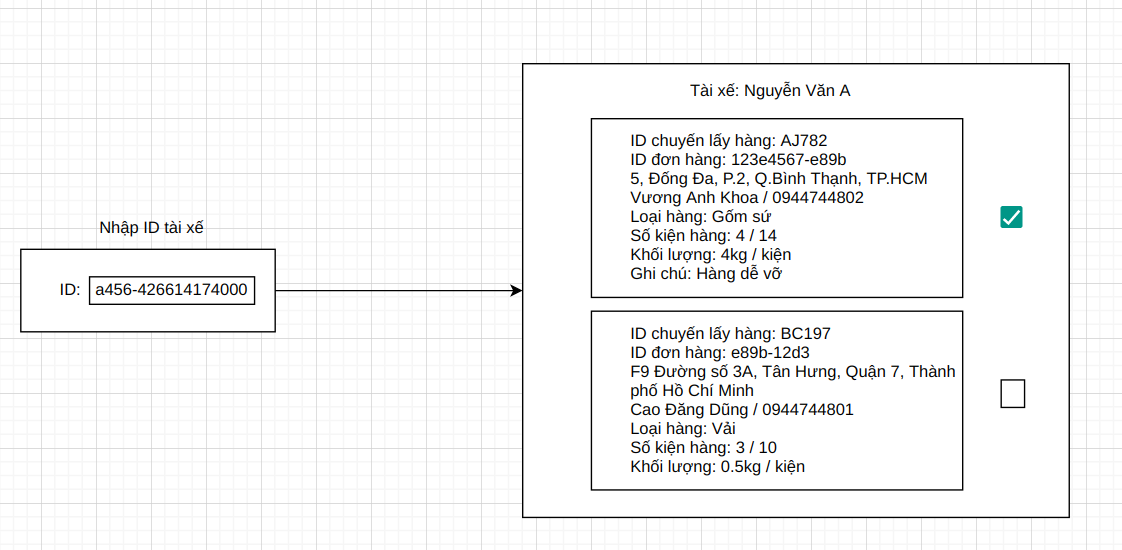 Nhập ID tài xế
ID: a456-426614174000
Tài xế: Nguyễn Văn A
ID chuyến lấy hàng: AJ782
ID đơn hàng: 123e4567-e89b
5, Đống Đa, P.2, Q.Bình Thạnh, TP.HCM
Vương Anh Khoa / 0944744802
Loại hàng: Gốm sứ
Số kiện hàng: 4 / 14
Khối lượng: 4kg / kiện
Ghi chú: Hàng dễ vỡ
ID chuyến lấy hàng: BC197
ID đơn hàng: e89b-12d3
F9 Đường số 3A, Tân Hưng, Quận 7, Thành
phố Hồ Chí Minh
Cao Đăng Dũng / 0944744801
Loại hàng: Vải
Số kiện hàng: 3 / 10
Khối lượng: 0.5kg / kiện